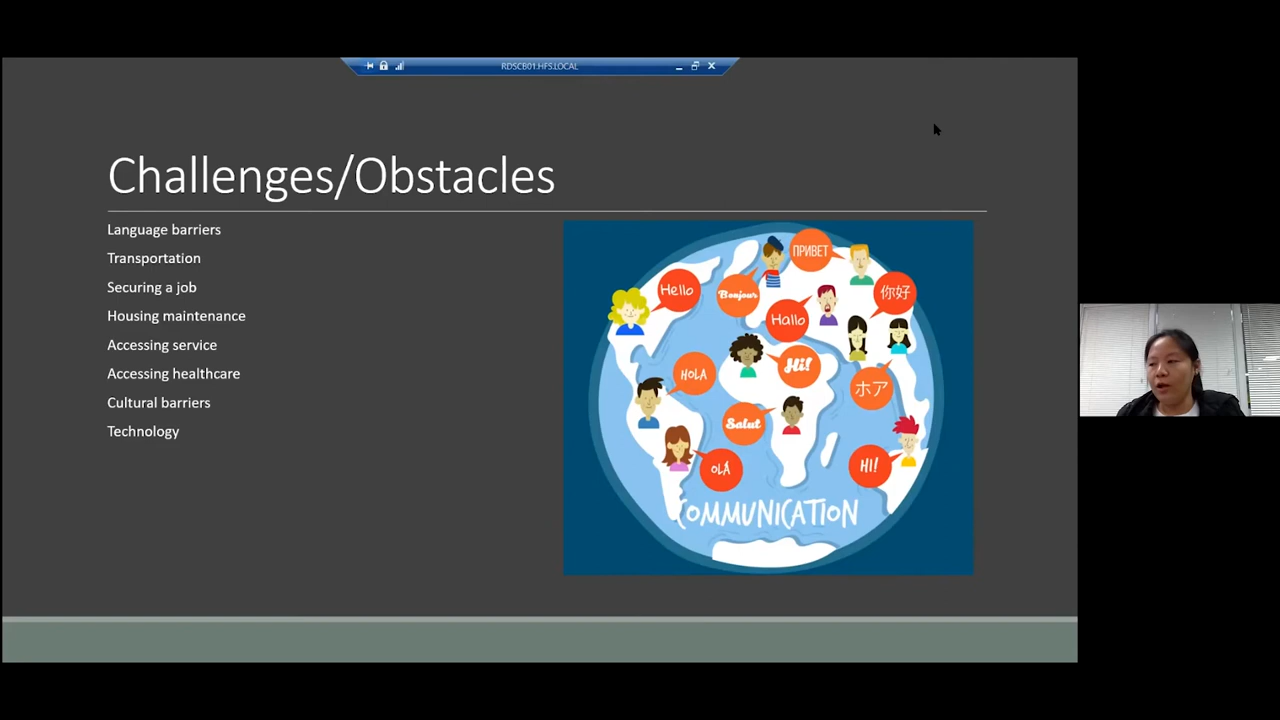 RDSCB01.HFS.LOCAL
Challenges/Obstacles
Language barriers
Transportation
Securing a job
Housing maintenance
Accessing service
Accessing healthcare
Cultural barriers
Technology
ПРИВЕТ
Hello
Bonjour
你好
Hallo
Hi!
HOLA
ホア
Salut
OLÁ
HI!
COMMUNICATION